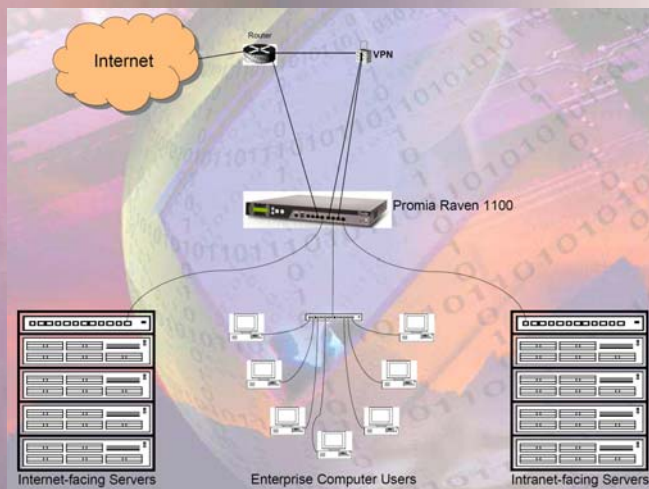 Router
Internet
VPN
Promia Raven 1100
Internet-facing Servers
Enterprise Computer Users
Intranet-facing Servers